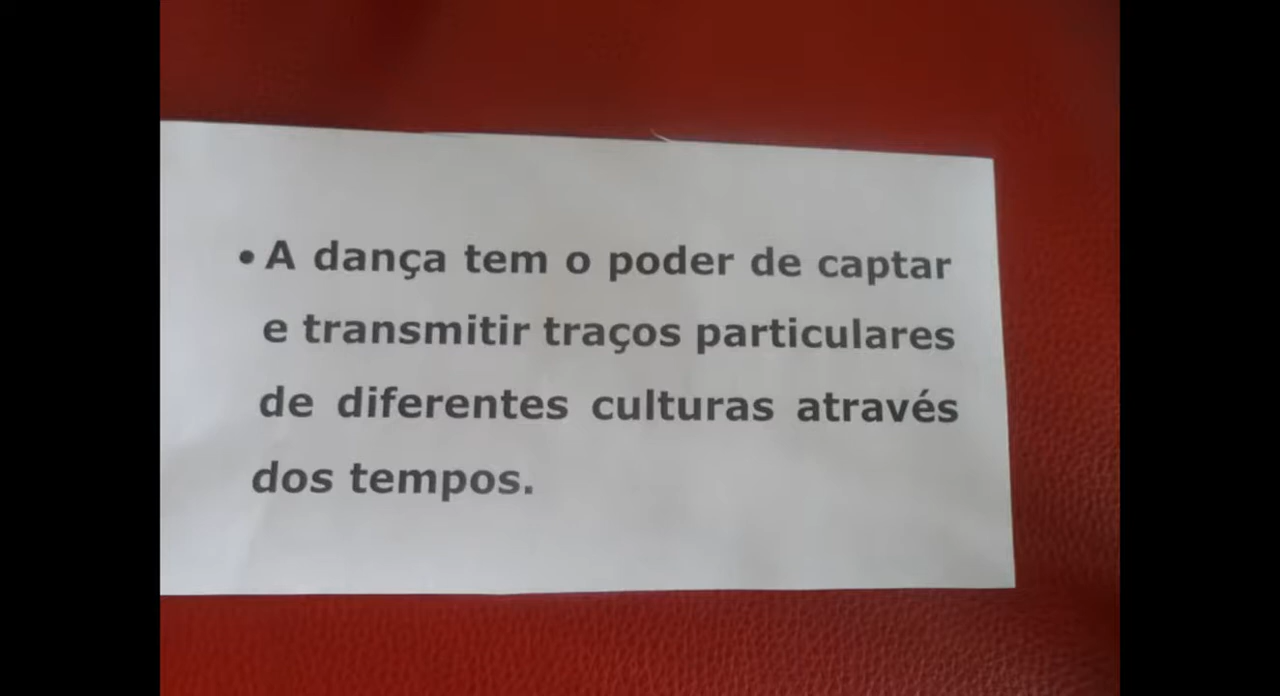 • A dança tem o poder de captar
e transmitir traços particulares
de diferentes culturas através
dos tempos.